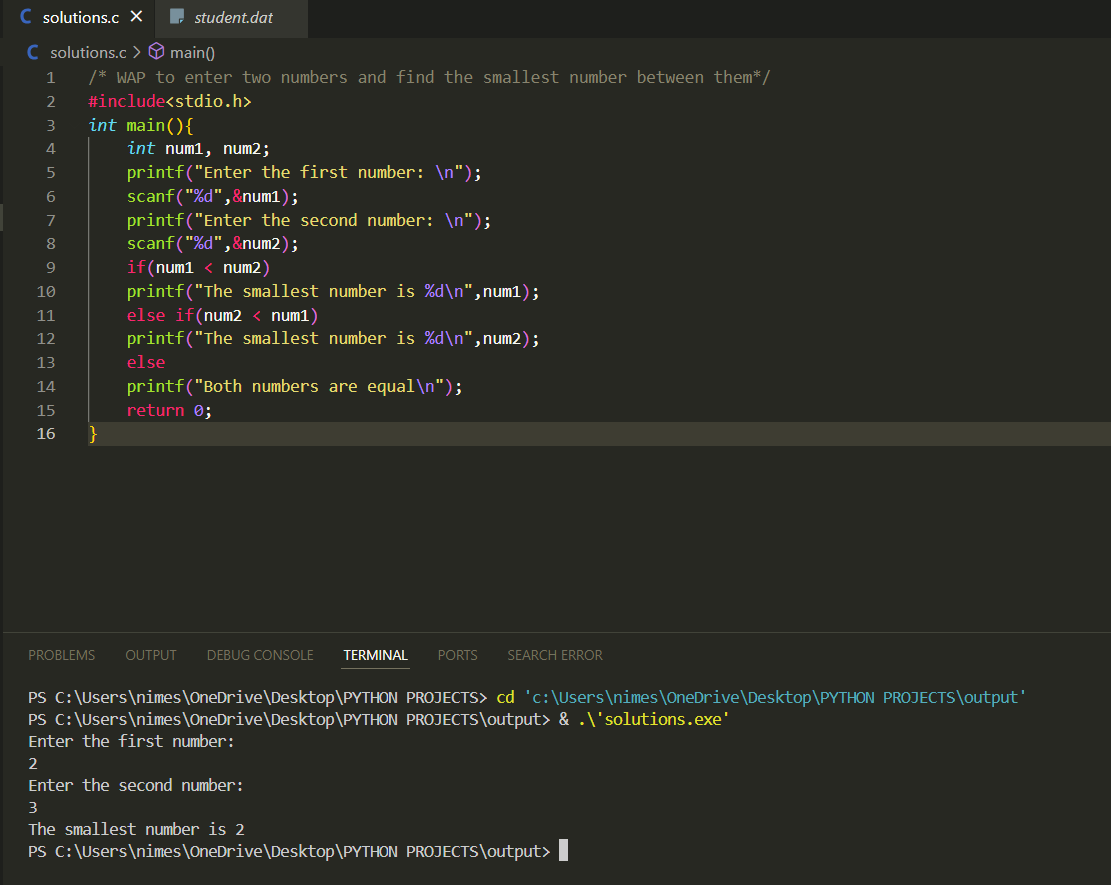 solutions.c
student.dat
solutions.c > main()
1 /* WAP to enter two numbers and find the smallest number between them*/
2 #include<stdio.h>
3 int main(){
4     int num1, num2;
5     printf("Enter the first number: \n");
6     scanf("%d",&num1);
7     printf("Enter the second number: \n");
8     scanf("%d",&num2);
9     if(num1 < num2)
10     printf("The smallest number is %d\n",num1);
11     else if(num2 < num1)
12     printf("The smallest number is %d\n",num2);
13     else
14     printf("Both numbers are equal\n");
15     return 0;
16 }
PROBLEMS OUTPUT DEBUG CONSOLE TERMINAL PORTS SEARCH ERROR
PS C:\Users\nimes\OneDrive\Desktop\PYTHON PROJECTS> cd 'c:\Users\nimes\OneDrive\Desktop\PYTHON PROJECTS\output'
PS C:\Users\nimes\OneDrive\Desktop\PYTHON PROJECTS\output> & .\'solutions.exe'
Enter the first number:
2
Enter the second number:
3
The smallest number is 2
PS C:\Users\nimes\OneDrive\Desktop\PYTHON PROJECTS\output>